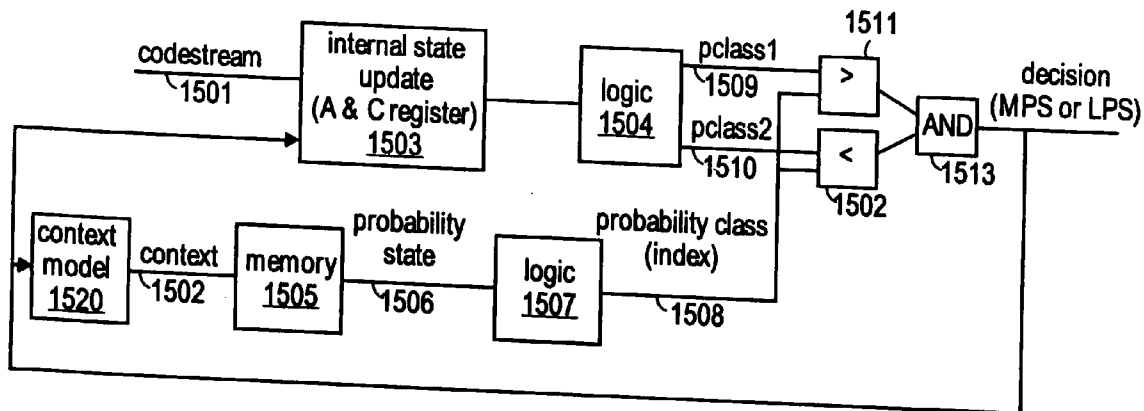 1511
codestream
1501
internal state
update
(A & C register)
1503
logic
1504
pclass1
1509
pclass2
1510
>
<
1502
AND
1513
decision
(MPS or LPS)
context
model
1520
context
1502
memory
1505
probability
state
1506
logic
1507
probability class
(index)
1508